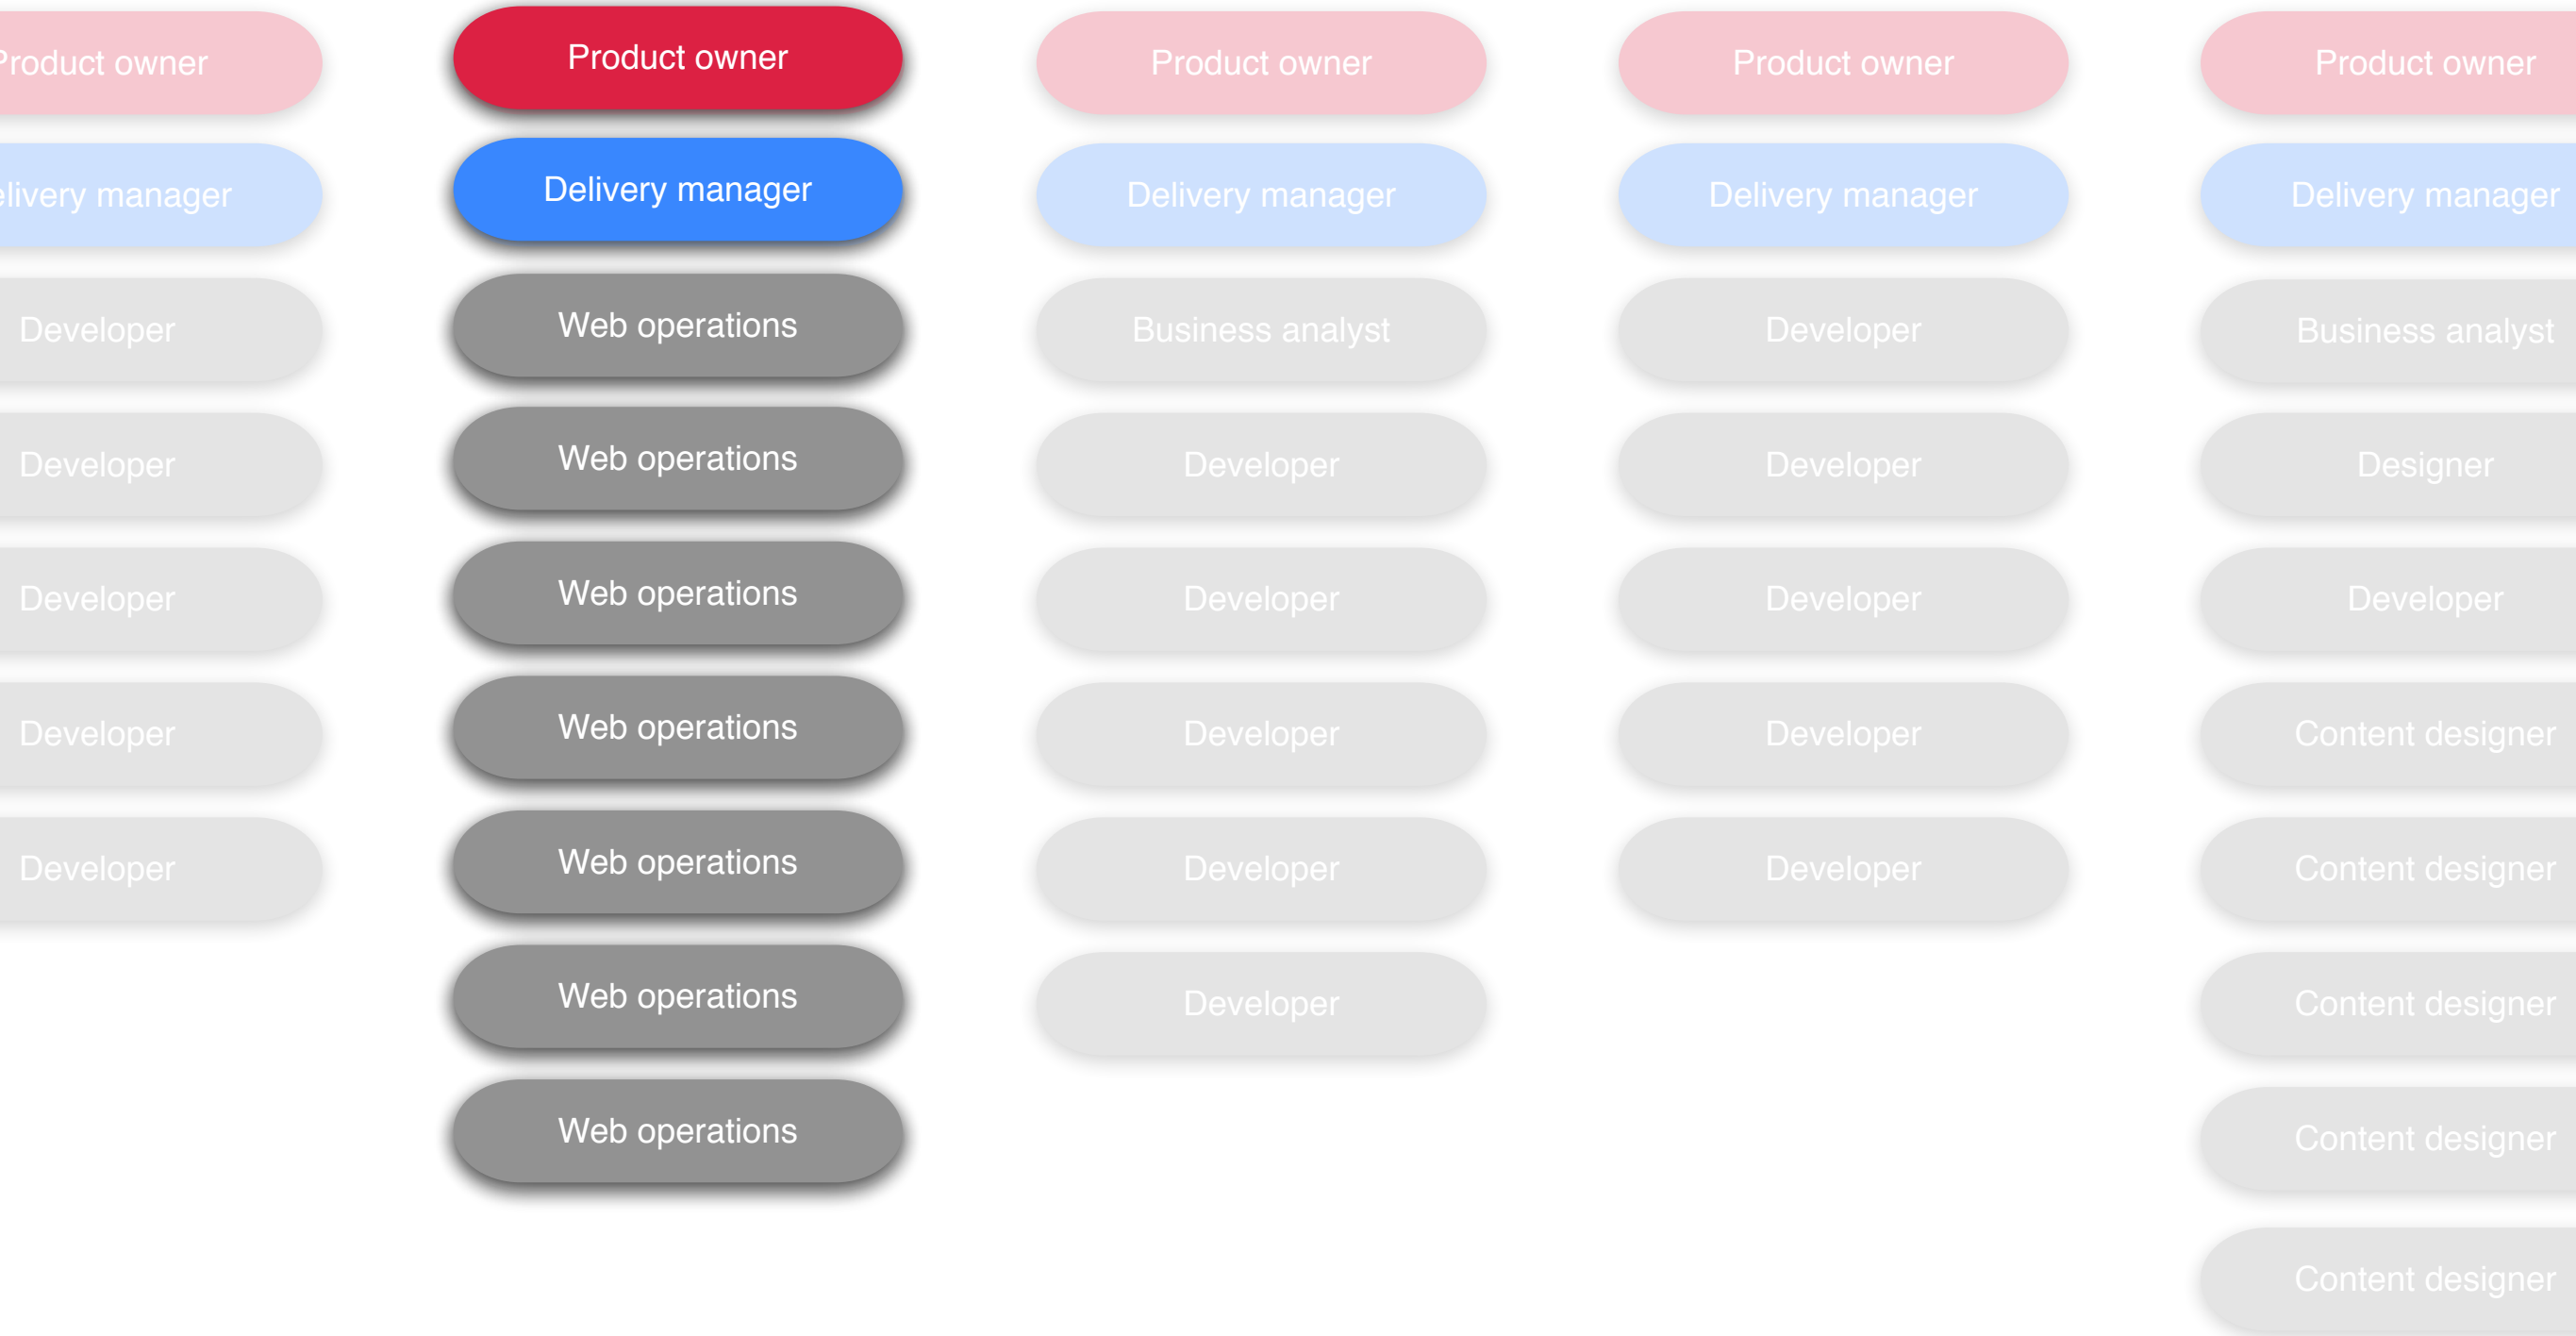 Product owner
elivery manager
Developer
Developer
Developer
Developer
Developer
Product owner
Delivery manager
Web operations
Web operations
Web operations
Web operations
Web operations
Web operations
Web operations
Product owner
Delivery manager
Business analyst
Developer
Developer
Developer
Developer
Developer
Product owner
Delivery manager
Developer
Developer
Developer
Developer
Developer
Product owner
Delivery manager
Business analyst
Designer
Developer
Content designer
Content designer
Content designer
Content designer
Content designer